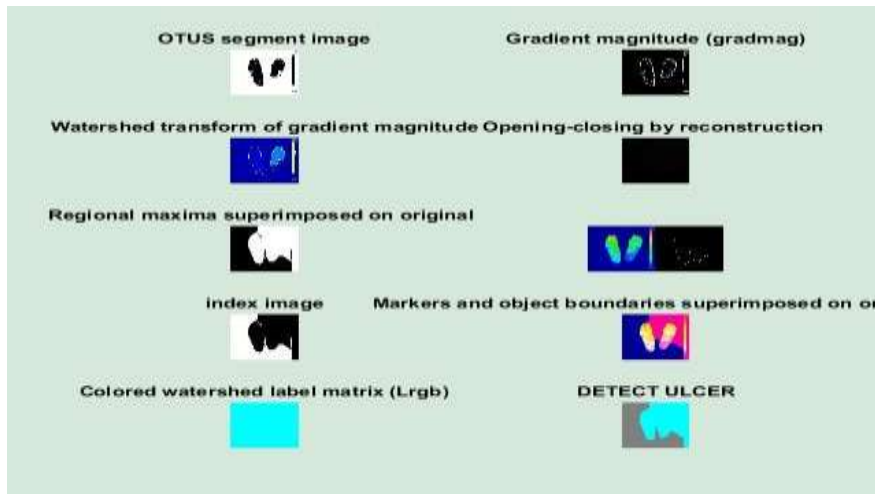 OTUS segment image
Gradient magnitude (gradmag)
Watershed transform of gradient magnitude
Opening-closing by reconstruction
Regional maxima superimposed on original
index image
Markers and object boundaries superimposed on or
Colored watershed label matrix (Lrgb)
DETECT ULCER